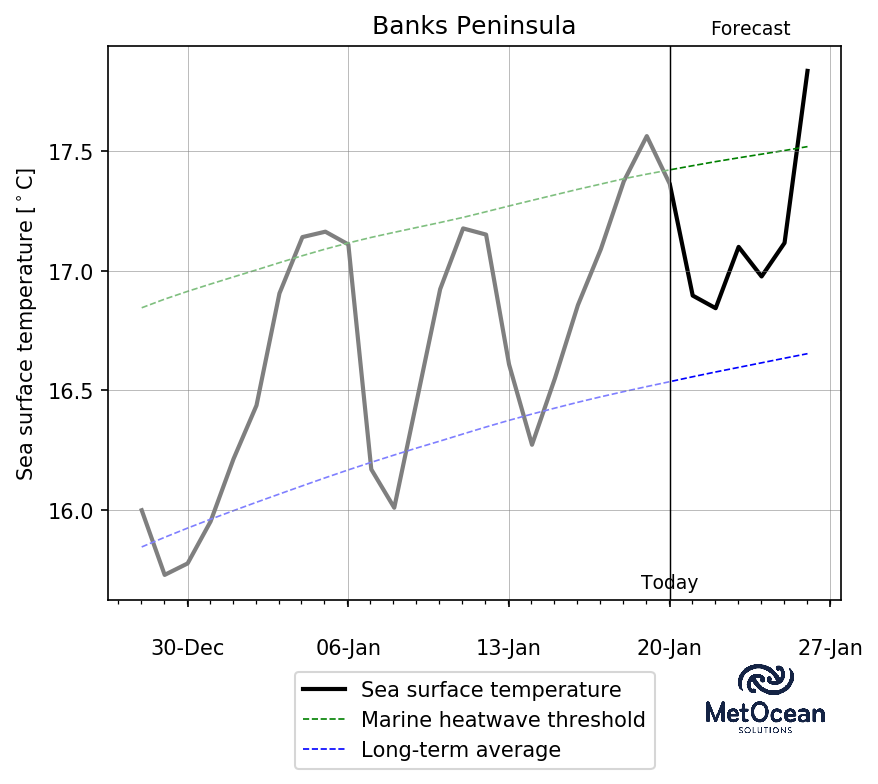 Banks Peninsula
Forecast
Sea surface temperature [°C]
17.5
17.0
16.5
16.0
Today
30-Dec
06-Jan
13-Jan
20-Jan
27-Jan
Sea surface temperature
Marine heatwave threshold
Long-term average
MetOcean
SOLUTIONS